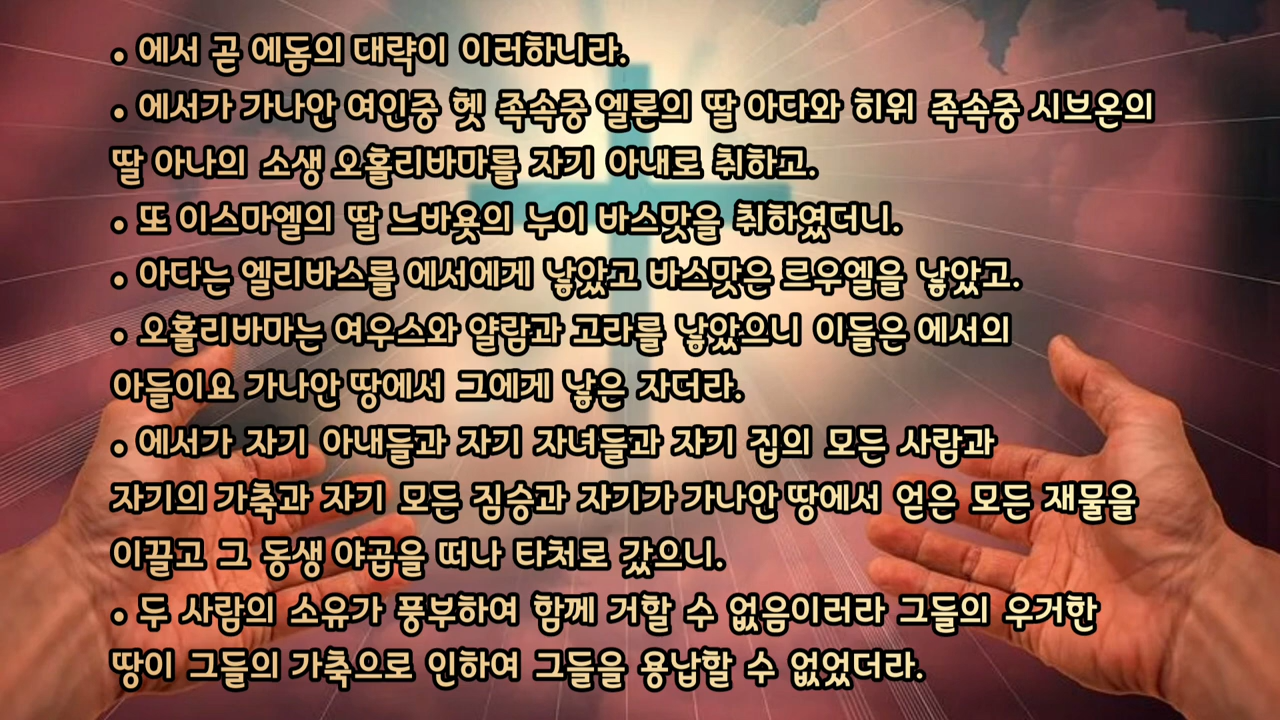 • 에서 곧 에돔의 대략이 이러하니라.
• 에서가 가나안 여인중 헷 족속중 엘론의 딸 아다와 히위 족속중 시브온의
딸 아나의 소생 오홀리바마를 자기 아내로 취하고.
• 또 이스마엘의 딸 느바욧의 누이 바스맛을 취하였더니.
• 아다는 엘리바스를 에서에게 낳았고 바스맛은 르우엘을 낳았고.
• 오홀리바마는 여우스와 얄람과 고라를 낳았으니 이들은 에서의
아들이요 가나안 땅에서 그에게 낳은 자더라.
• 에서가 자기 아내들과 자기 자녀들과 자기 집의 모든 사람과
자기의 가축과 자기 모든 짐승과 자기가 가나안 땅에서 얻은 모든 재물을
이끌고 그 동생 야곱을 떠나 타처로 갔으니.
• 두 사람의 소유가 풍부하여 함께 거할 수 없음이러라 그들의 우거한
땅이 그들의 가축으로 인하여 그들을 용납할 수 없었더라.